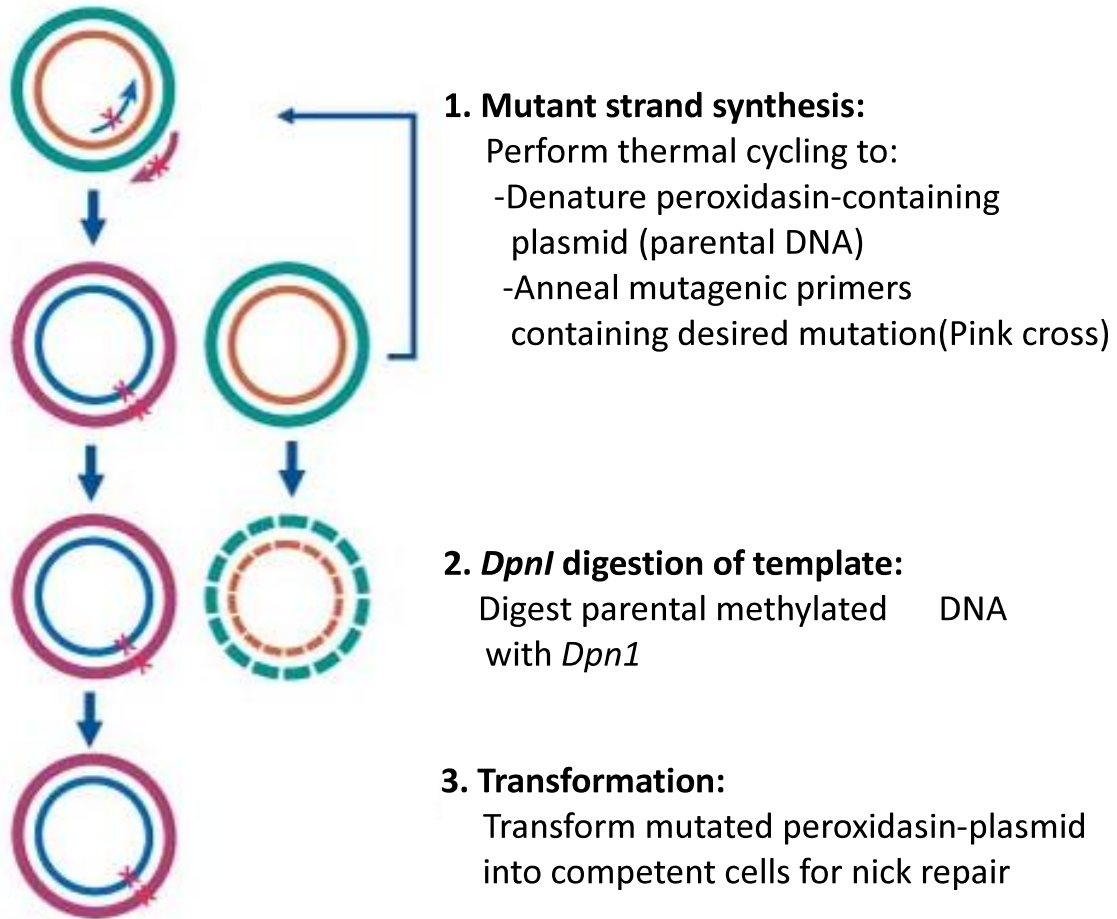 1. Mutant strand synthesis:
Perform thermal cycling to:
-Denature peroxidasin-containing
plasmid (parental DNA)
-Anneal mutagenic primers
containing desired mutation(Pink cross)
2. DpnI digestion of template:
Digest parental methylated DNA
with Dpn1
3. Transformation:
Transform mutated peroxidasin-plasmid
into competent cells for nick repair